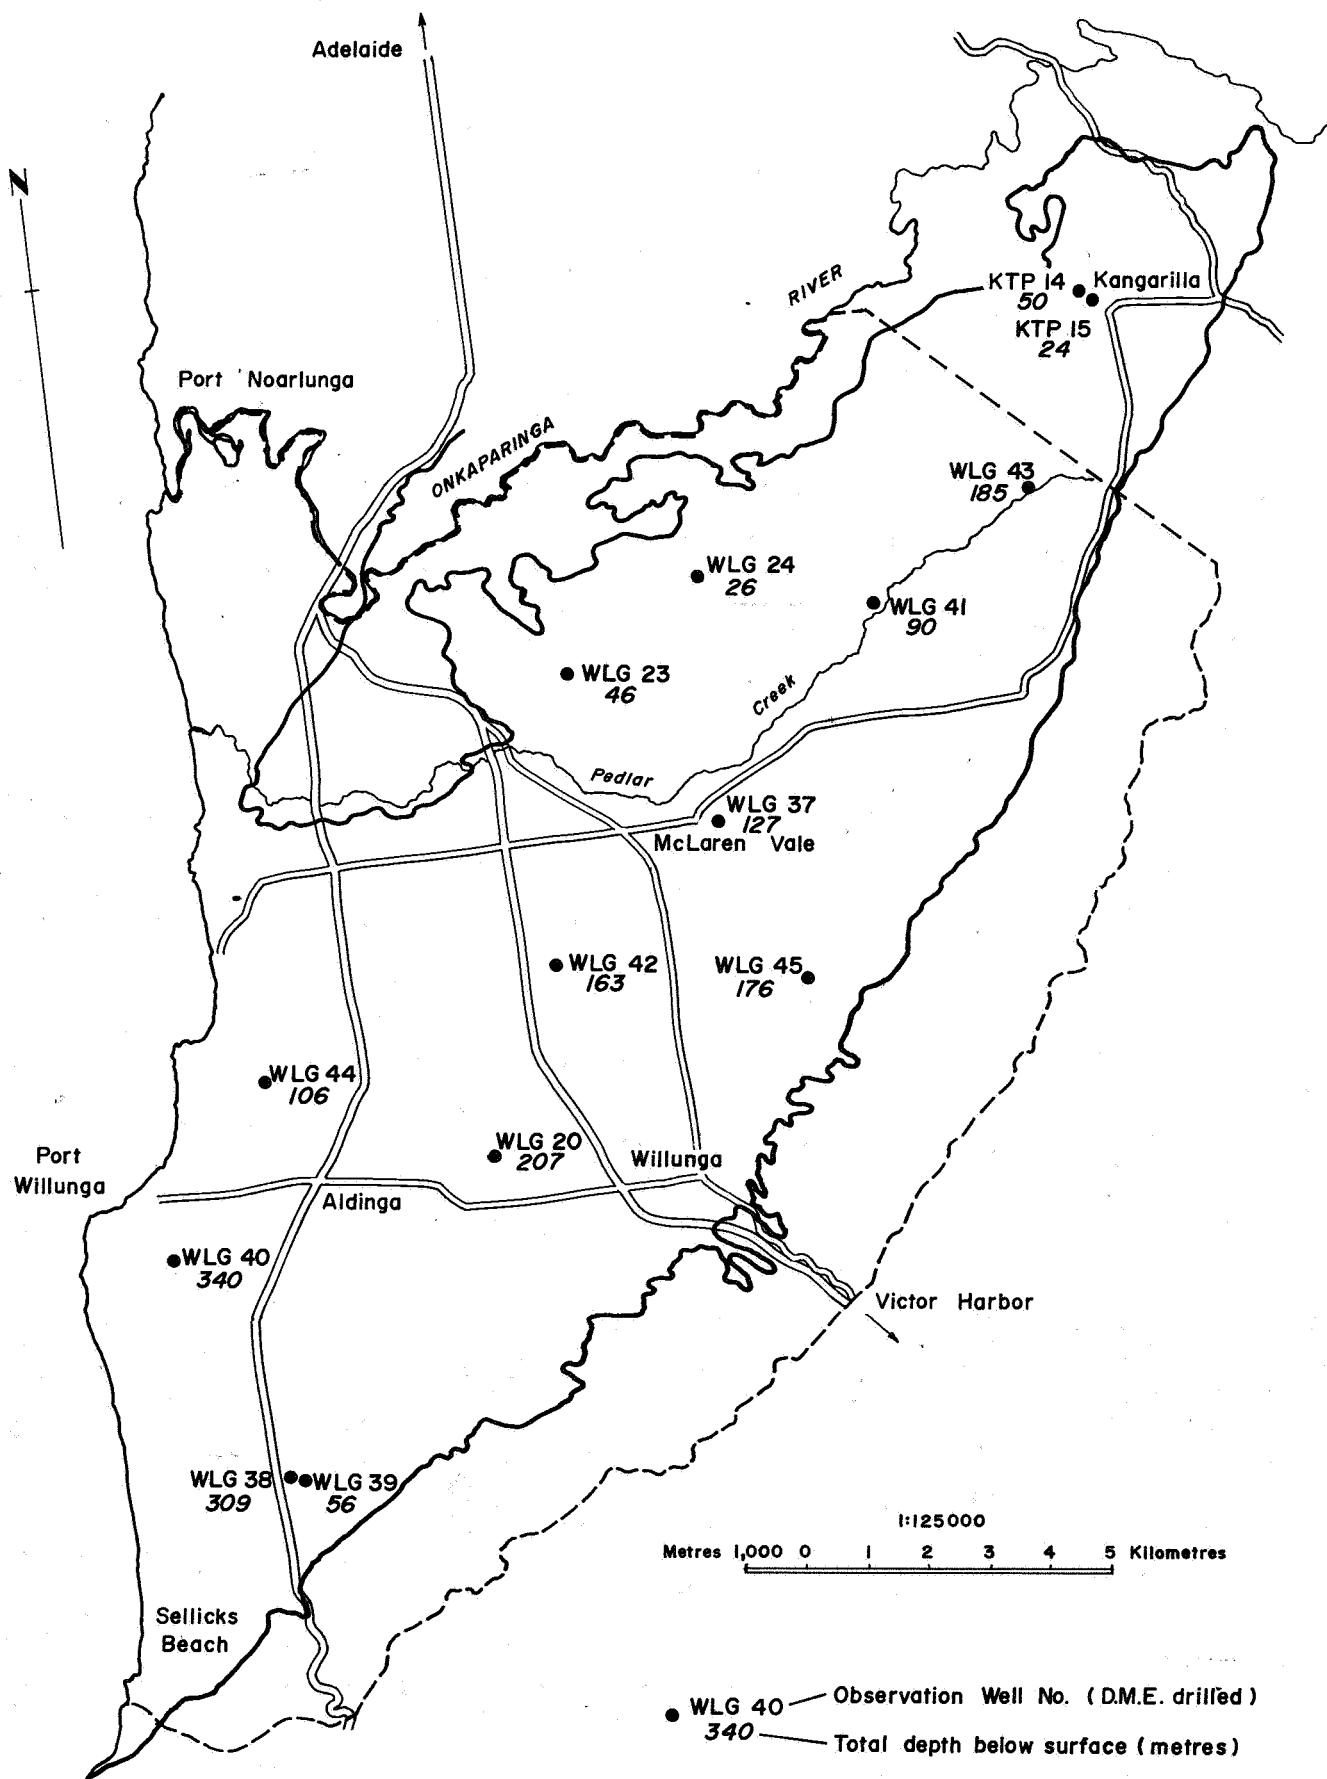 Adelaide
N
RIVER
KTP 14
50
Kangarilla
KTP 15
24
Port Noarlunga
ONKAPARINGA
WLG 43
185
WLG 24
26
WLG 41
90
WLG 23
46
Creek
Pedlar
WLG 37
127
McLaren Vale
WLG 42
163
WLG 45
176
WLG 44
106
WLG 20
207
Willunga
Port
Willunga
Aldinga
WLG 40
340
Victor Harbor
WLG 38
309
WLG 39
56
1:125000
Metres 1,000 0 1 2 3 4 5 Kilometres
Sellicks
Beach
WLG 40
340
Observation Well No. (D.M.E. drilled)
Total depth below surface (metres)